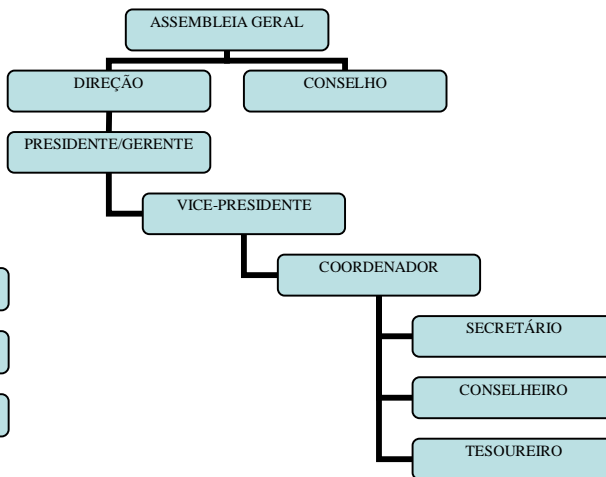 ASSEMBLEIA GERAL
DIREÇÃO
CONSELHO
PRESIDENTE/GERENTE
VICE-PRESIDENTE
COORDENADOR
SECRETÁRIO
CONSELHEIRO
TESOUREIRO